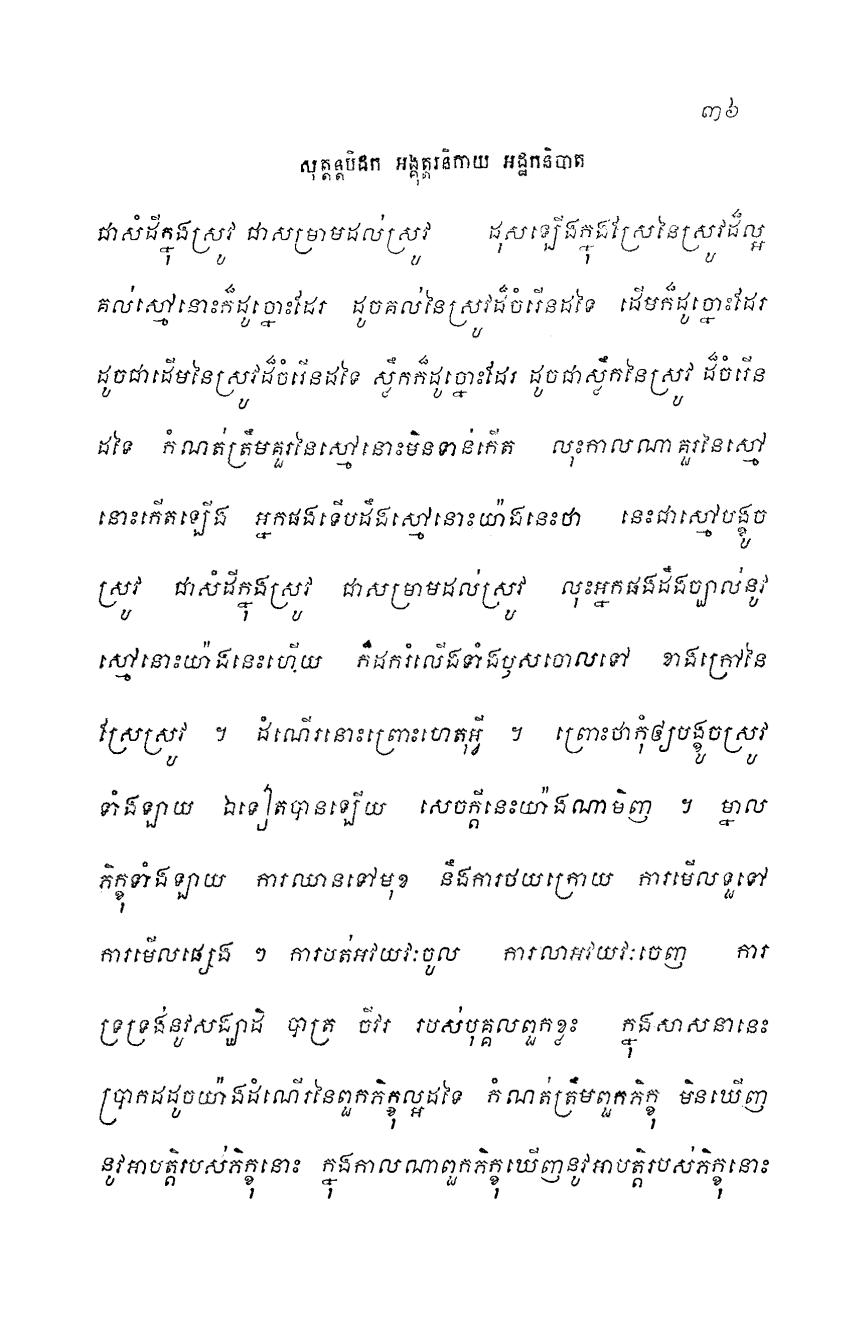 ៣៦
សុត្តន្តបិដក អង្គុត្តរនិកាយ អដ្ឋកនិបាត
ជាសំដីក្នុងស្រូវ ជាសម្រាមដល់ស្រូវ ដុសឡើងក្នុងស្រែនៃស្រូវដ៏ល្អ
គល់ស្មៅនោះក៏ដូច្នោះដែរ ដូចគល់នៃស្រូវដ៏ចំរើនដទៃ ដើមក៏ដូច្នោះដែរ
ដូចជាដើមនៃស្រូវដ៏ចំរើនដទៃ ស្លឹកក៏ដូច្នោះដែរ ដូចជាស្លឹកនៃស្រូវ ដ៏ចំរើន
ដទៃ កំណត់ត្រឹមគួរនៃស្មៅនោះមិនទាន់កើត លុះកាលណាគួរនៃស្មៅ
នោះកើតឡើង អ្នកផងទើបដឹងស្មៅនោះយ៉ាងនេះថា នេះជាស្មៅបង្ខូច
ស្រូវ ជាសំដីក្នុងស្រូវ ជាសម្រាមដល់ស្រូវ លុះអ្នកផងដឹងច្បាល់នូវ
ស្មៅនោះយ៉ាងនេះហើយ ក៏ដករំលើងទាំងឫសចោលទៅ ខាងក្រៅនៃ
ស្រែស្រូវ ។ ដំណើរនោះព្រោះហេតុអ្វី ។ ព្រោះថាកុំឲ្យបង្ខូចស្រូវ
ទាំងឡាយ ឯទៀតបានឡើយ សេចក្តីនេះយ៉ាងណាមិញ ។ ម្នាល
ភិក្ខុទាំងឡាយ ការឈានទៅមុខ នឹងការថយក្រោយ ការមើលទួទៅ
ការមើលផ្សេង ៗ ការបត់អវយវៈចូល ការលាអវយវៈចេញ ការ
ទ្រទ្រង់នូវសង្ឃាដិ បាត្រ ចីវរ របស់បុគ្គលពួកខ្លះ ក្នុងសាសនានេះ
ប្រាកដដូចយ៉ាងដំណើរនៃពួកភិក្ខុល្អដទៃ កំណត់ត្រឹមពួកភិក្ខុ មិនឃើញ
នូវអាបត្តិរបស់ភិក្ខុនោះ ក្នុងកាលណាពួកភិក្ខុឃើញនូវអាបត្តិរបស់ភិក្ខុនោះ